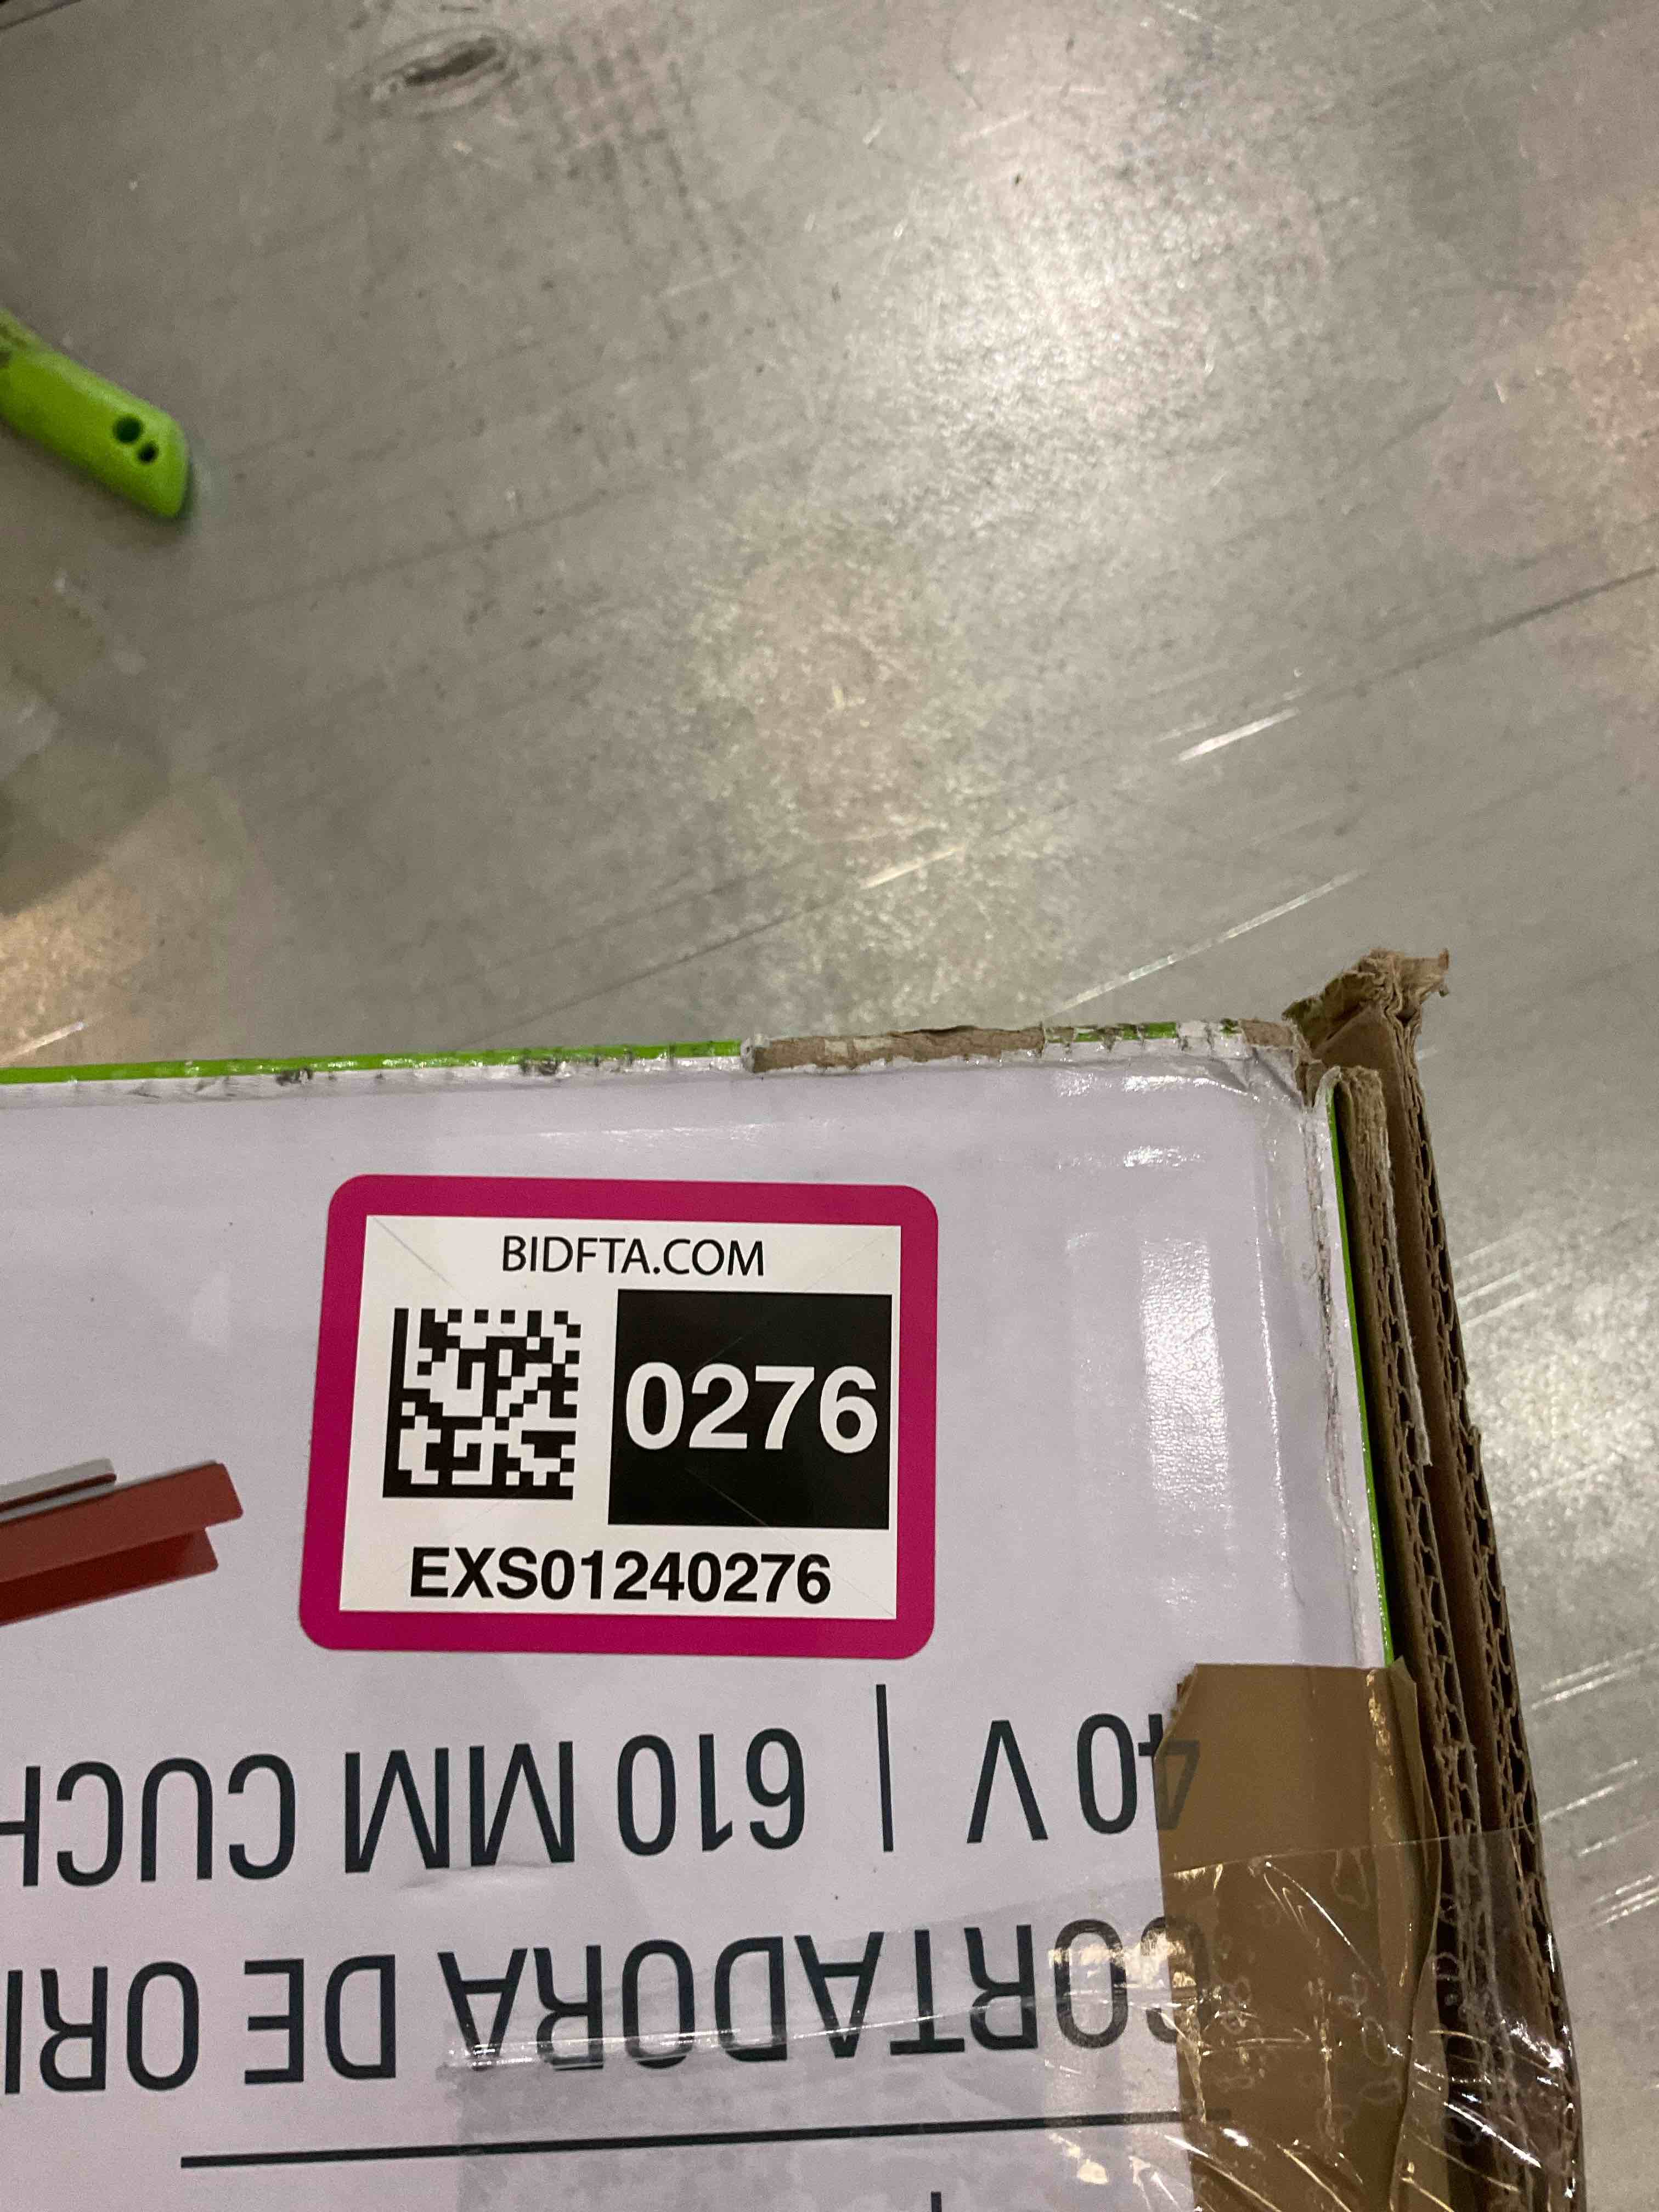 BIDFTA.COM
0276
EXS01240276
CORTADORA DE ORI
40 V | 610 MM CUCH